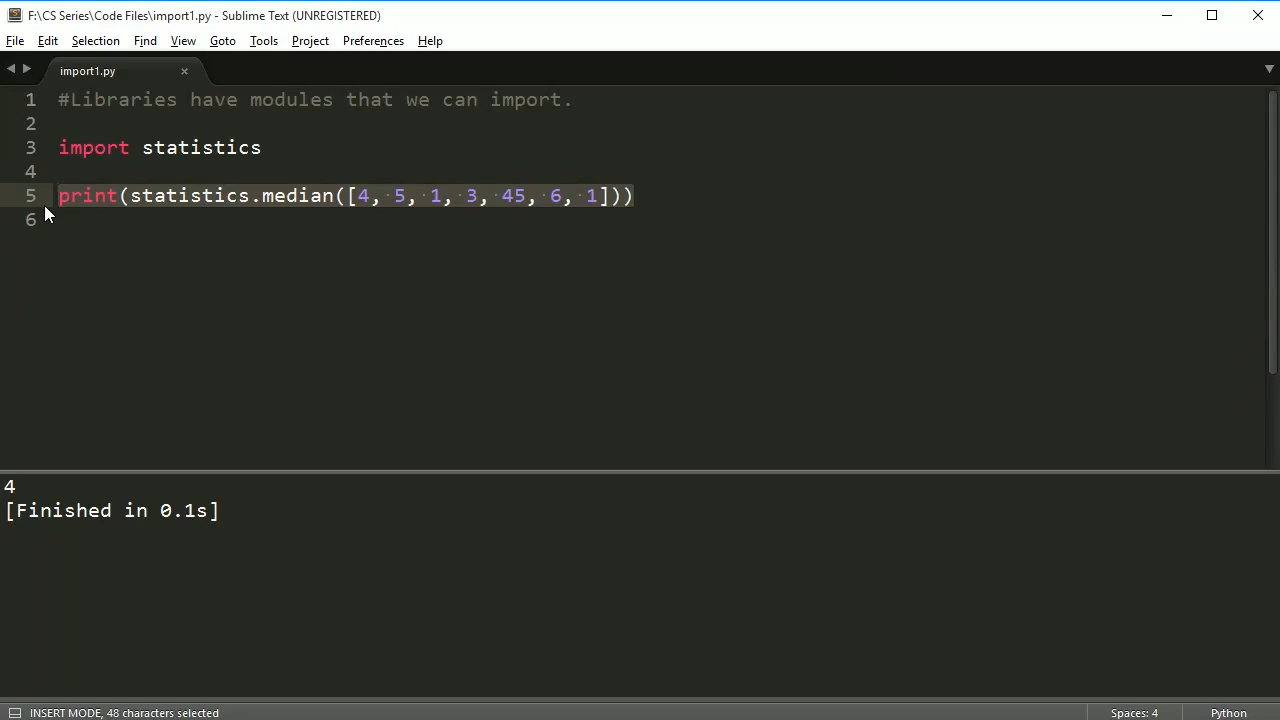 F:\CS Series\Code Files\import1.py - Sublime Text (UNREGISTERED)
File Edit Selection Find View Goto Tools Project Preferences Help
import1.py ×
1 #Libraries have modules that we can import.
2
3 import statistics
4
5 print(statistics.median([4, 5, 1, 3, 45, 6, 1]))
6
4
[Finished in 0.1s]
INSERT MODE, 48 characters selected Spaces: 4 Python